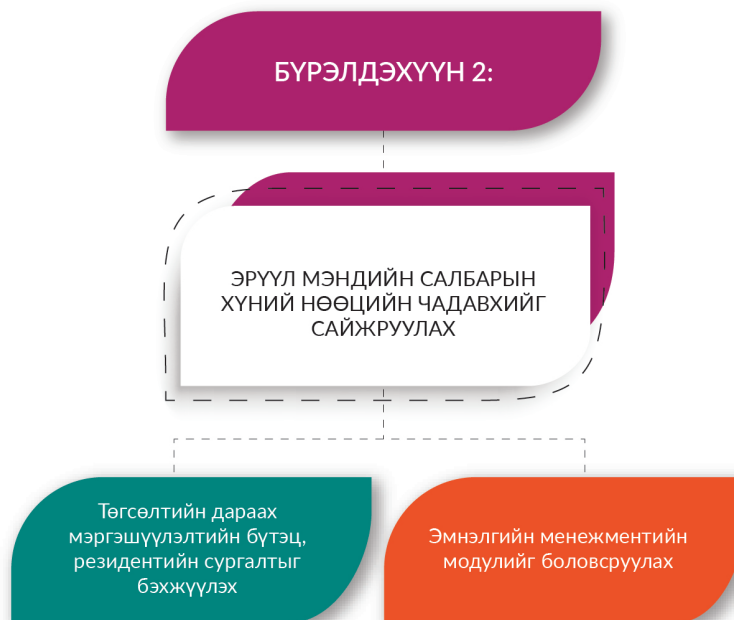 БҮРЭЛДЭХҮҮН 2:
ЭРҮҮЛ МЭНДИЙН САЛБАРЫН
ХҮНИЙ НӨӨЦИЙН ЧАДАВХИЙГ
САЙЖРУУЛАХ
Төгсөлтийн дараах
мэргэшүүлэлтийн бүтэц,
резидентийн сургалтыг
бэхжүүлэх
Эмнэлгийн менежментийн
модулийг боловсруулах